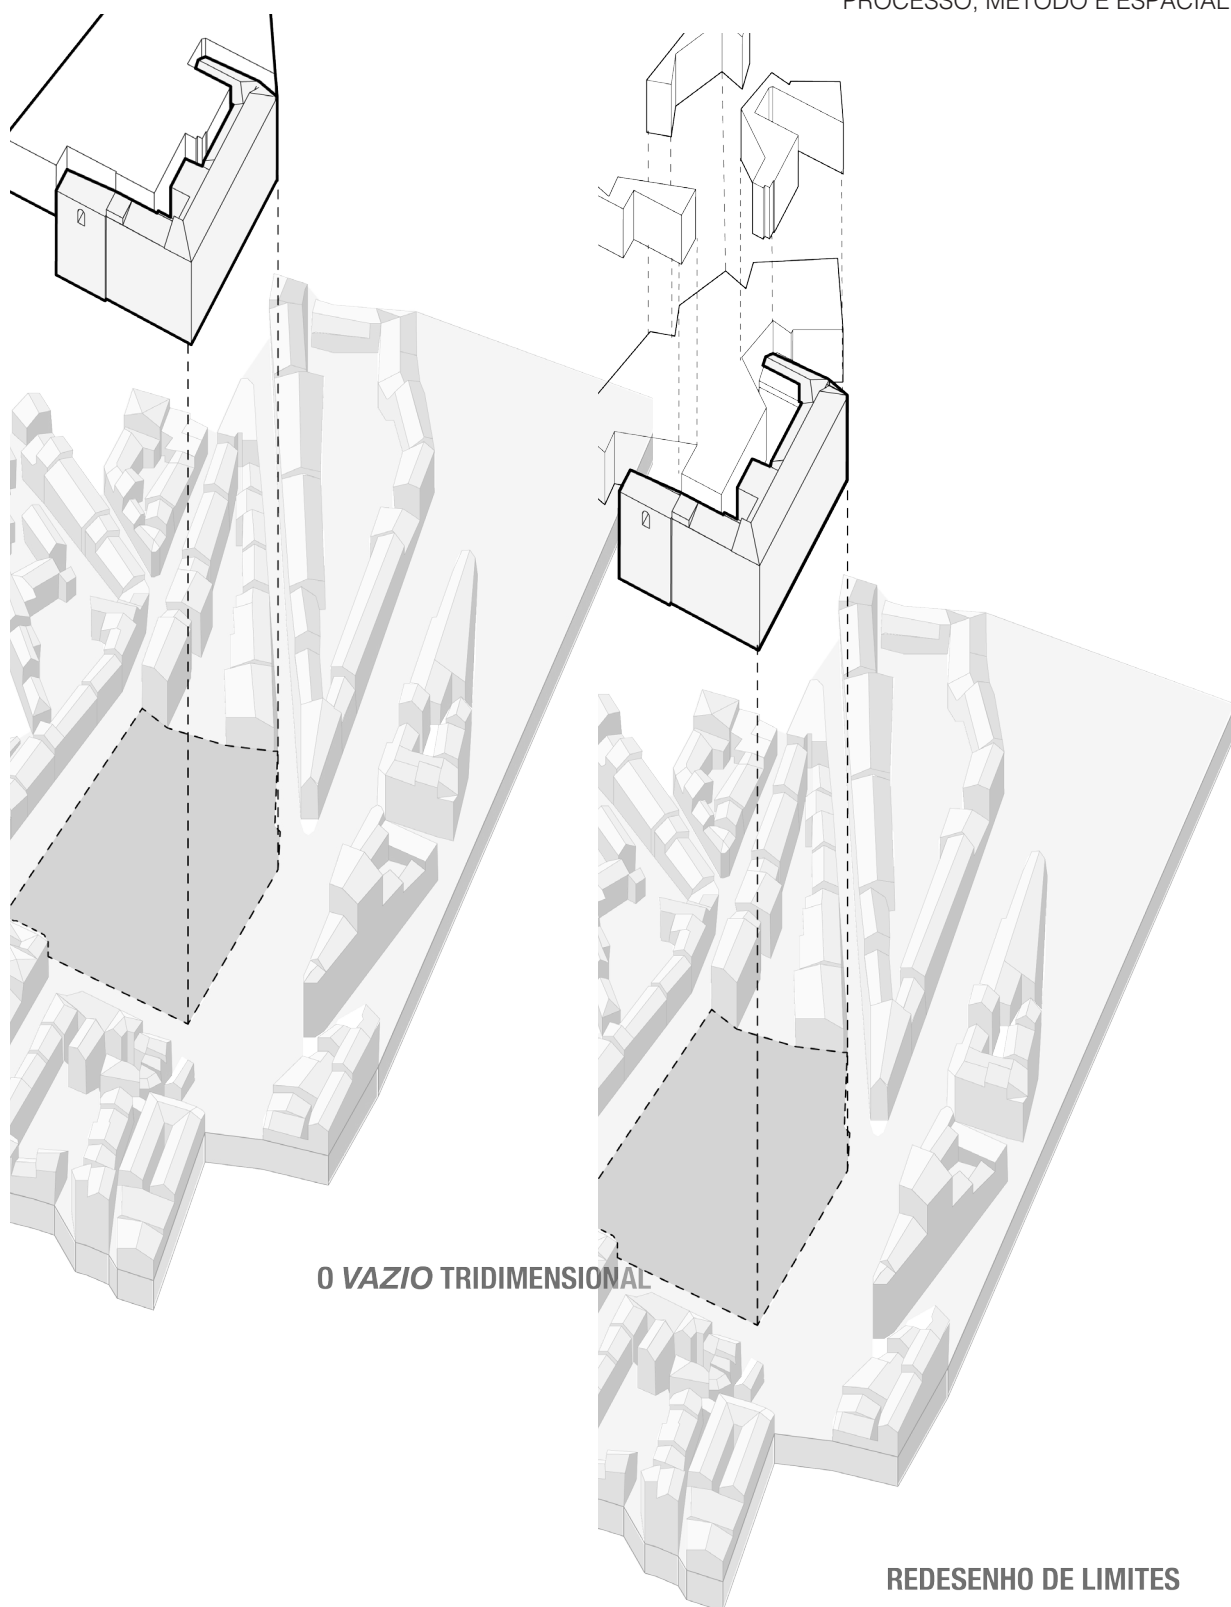 PROCESSO, MÉTODO E ESPACIAL
O VAZIO TRIDIMENSIONAL
REDESENHO DE LIMITES